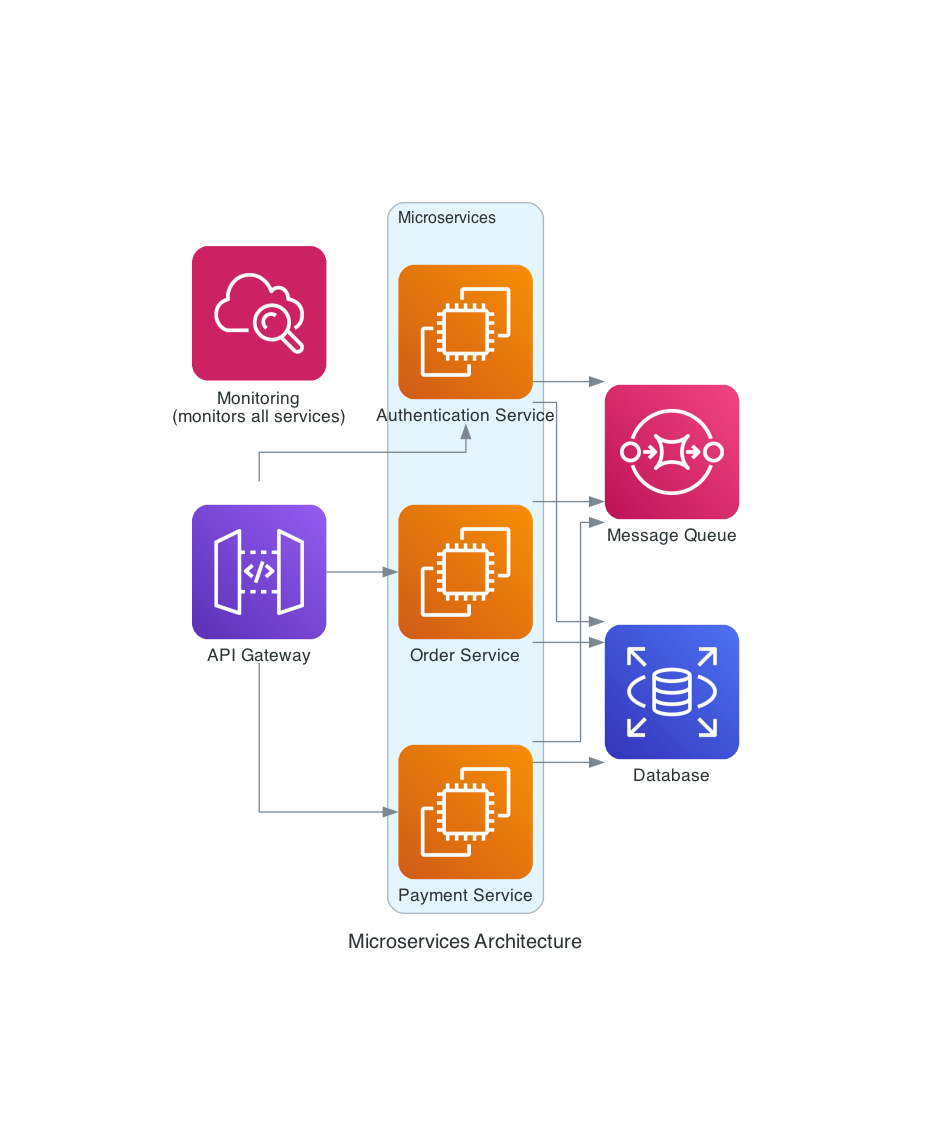 Microservices
Monitoring
(monitors all services)
Authentication Service
Message Queue
API Gateway
Order Service
Database
Payment Service
Microservices Architecture